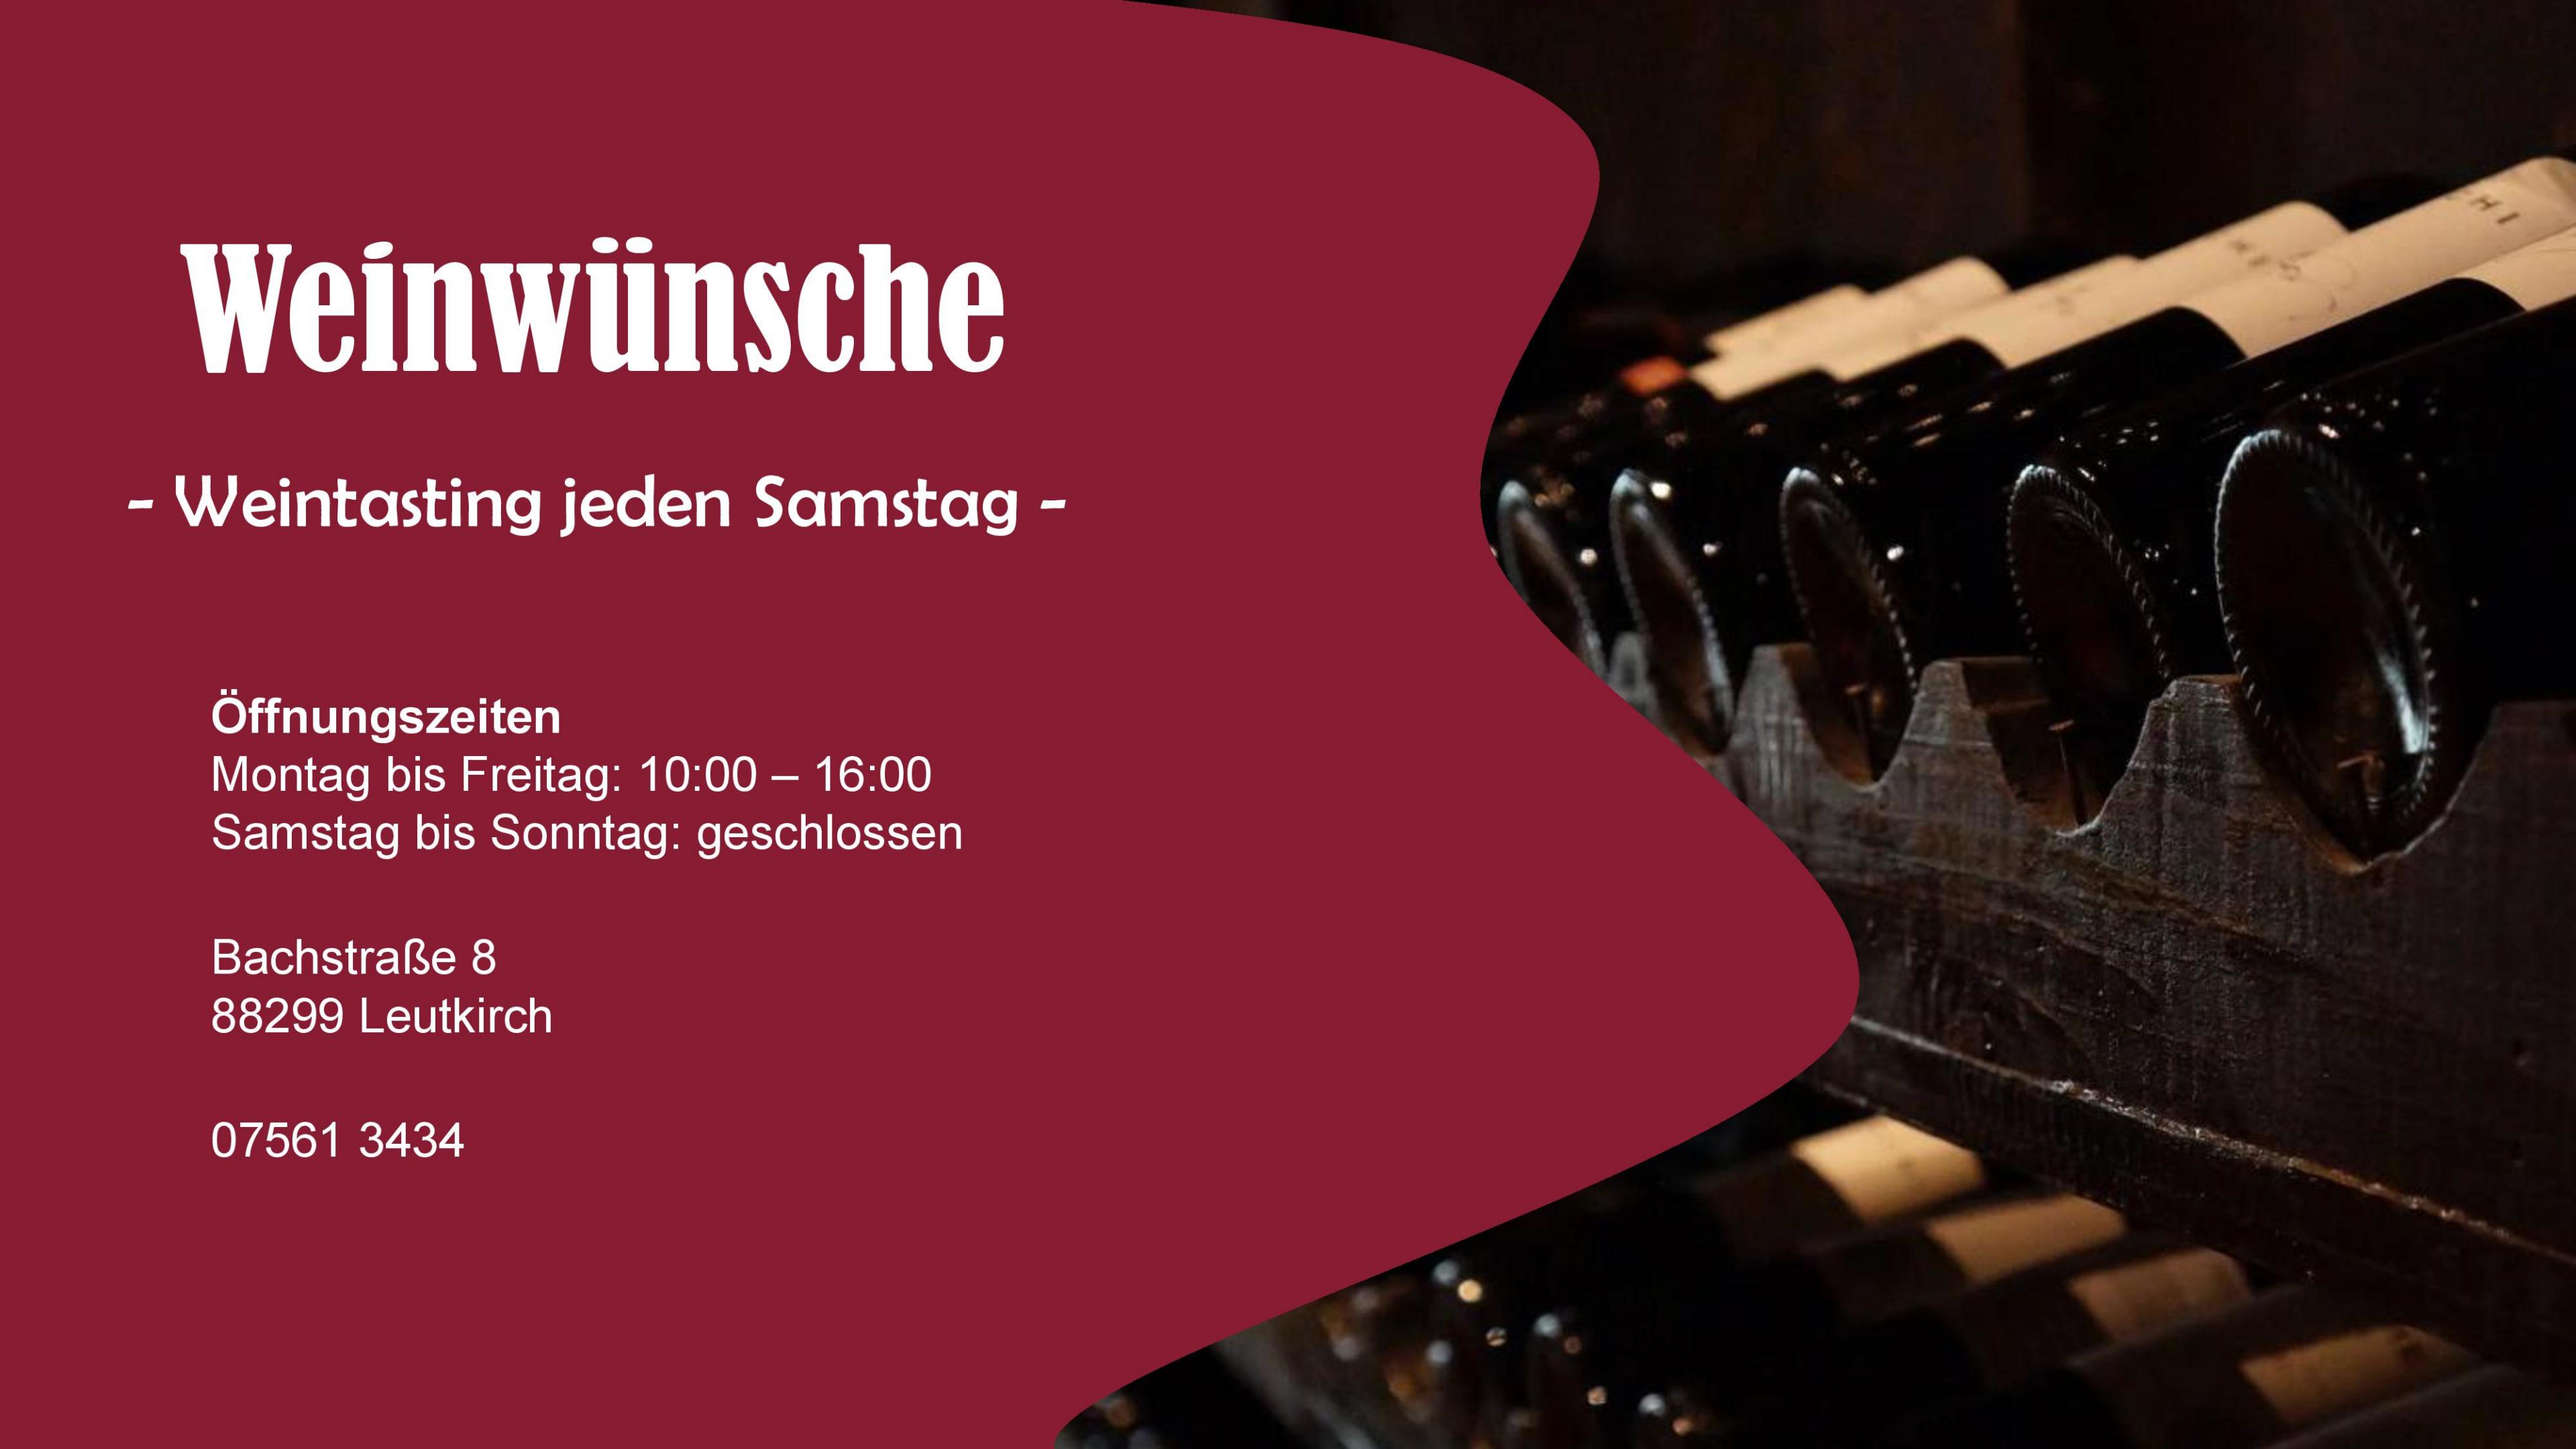 Weinwünsche
- Weintasting jeden Samstag -
Öffnungszeiten
Montag bis Freitag: 10:00 – 16:00
Samstag bis Sonntag: geschlossen
Bachstraße 8
88299 Leutkirch
07561 3434